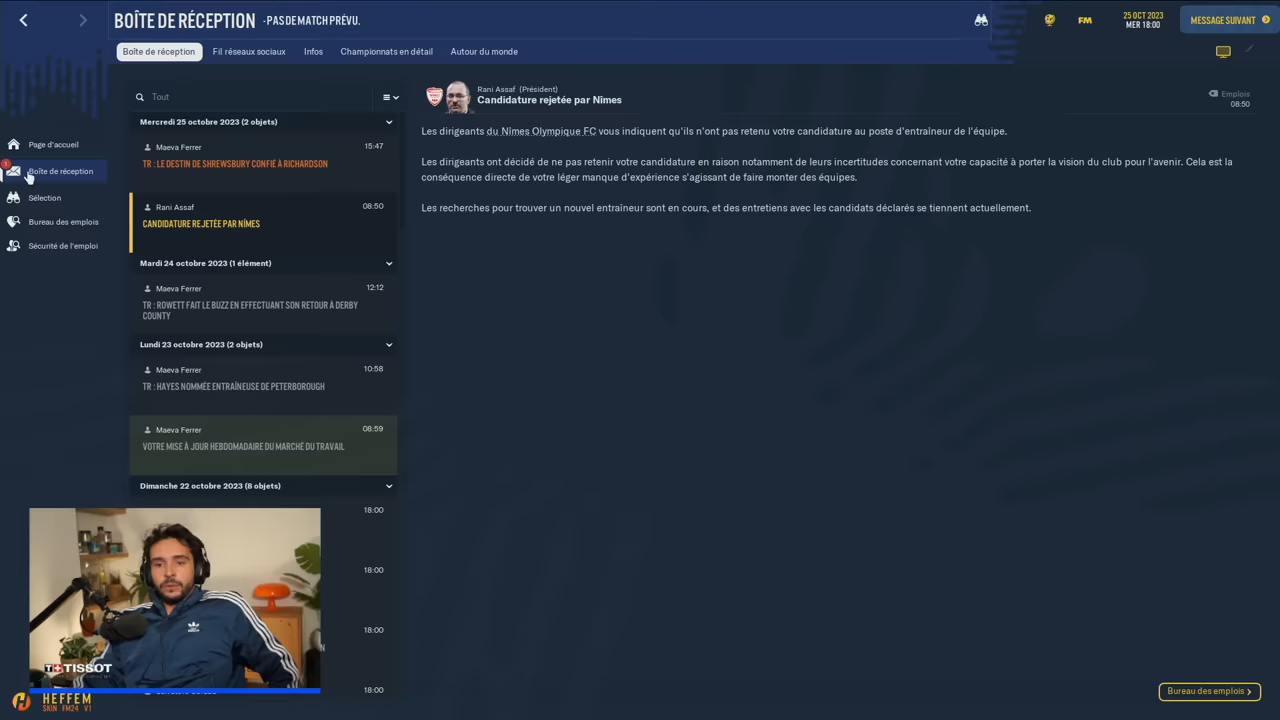 BOÎTE DE RÉCEPTION - PAS DE MATCH PRÉVU.
FM
25 OCT 2023
MER 18:00
MESSAGE SUIVANT
Boîte de réception
Fil réseaux sociaux
Infos
Championnats en détail
Autour du monde
Page d'accueil
1
Boîte de réception
Sélection
Bureau des emplois
Sécurité de l'emploi
Tout
Mercredi 25 octobre 2023 (2 objets)
Maeva Ferrer 15:47
TR : LE DESTIN DE SHREWSBURY CONFIÉ À RICHARDSON
Rani Assaf 08:50
CANDIDATURE REJETÉE PAR NÎMES
Mardi 24 octobre 2023 (1 élément)
Maeva Ferrer 12:12
TR : ROWETT FAIT LE BUZZ EN EFFECTUANT SON RETOUR À DERBY
COUNTY
Lundi 23 octobre 2023 (2 objets)
Maeva Ferrer 10:58
TR : HAYES NOMMÉE ENTRAÎNEUSE DE PETERBOROUGH
Maeva Ferrer 08:59
VOTRE MISE À JOUR HEBDOMADAIRE DU MARCHÉ DU TRAVAIL
Dimanche 22 octobre 2023 (8 objets)
18:00
18:00
18:00
18:00
Rani Assaf (Président)
Candidature rejetée par Nîmes
Emplois
08:50
Les dirigeants du Nîmes Olympique FC vous indiquent qu'ils n'ont pas retenu votre candidature au poste d'entraîneur de l'équipe.
Les dirigeants ont décidé de ne pas retenir votre candidature en raison notamment de leurs incertitudes concernant votre capacité à porter la vision du club pour l'avenir. Cela est la
conséquence directe de votre léger manque d'expérience s'agissant de faire monter des équipes.
Les recherches pour trouver un nouvel entraîneur sont en cours, et des entretiens avec les candidats déclarés se tiennent actuellement.
TISSOT
HEFFEM
SKIN FM24 V1
Bureau des emplois